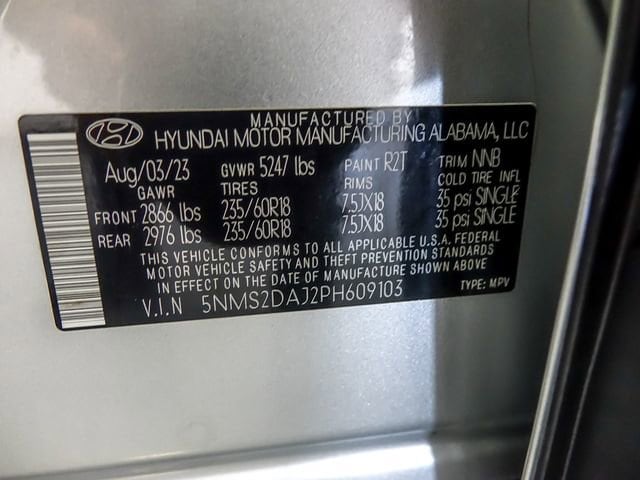 MANUFACTURED BY
HYUNDAI MOTOR MANUFACTURING ALABAMA, LLC
Aug/03/23 GVWR 5247 lbs PAINT R2T TRIM NNB
GAWR TIRES RIMS COLD TIRE INFL
FRONT 2866 lbs 235/60R18 7.5JX18 35 psi SINGLE
REAR 2976 lbs 235/60R18 7.5JX18 35 psi SINGLE
THIS VEHICLE CONFORMS TO ALL APPLICABLE U.S.A. FEDERAL
MOTOR VEHICLE SAFETY AND THEFT PREVENTION STANDARDS
IN EFFECT ON THE DATE OF MANUFACTURE SHOWN ABOVE
V.I.N 5NMS2DAJ2PH609103 TYPE: MPV